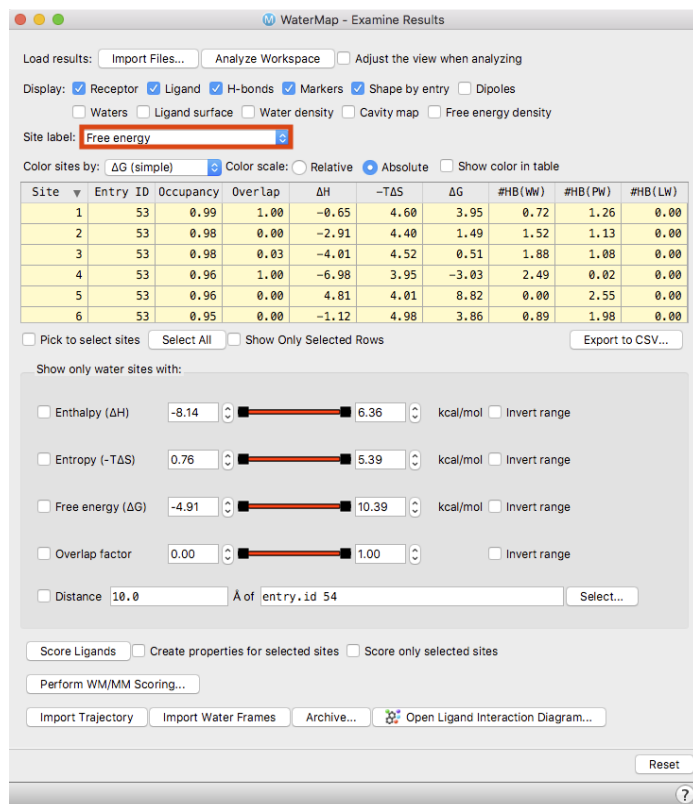 WaterMap - Examine Results
Load results: Import Files... Analyze Workspace Adjust the view when analyzing
Display: Receptor Ligand H-bonds Markers Shape by entry Dipoles
Waters Ligand surface Water density Cavity map Free energy density
Site label: Free energy
Color sites by: ΔG (simple) Color scale: Relative Absolute Show color in table
Site Entry ID Occupancy Overlap ΔH -TΔS ΔG #HB(WW) #HB(PW) #HB(LW)
1 53 0.99 1.00 -0.65 4.60 3.95 0.72 1.26 0.00
2 53 0.98 0.00 -2.91 4.40 1.49 1.52 1.13 0.00
3 53 0.98 0.03 -4.01 4.52 0.51 1.88 1.08 0.00
4 53 0.96 1.00 -6.98 3.95 -3.03 2.49 0.02 0.00
5 53 0.96 0.00 4.81 4.01 8.82 0.00 2.55 0.00
6 53 0.95 0.00 -1.12 4.98 3.86 0.89 1.98 0.00
Pick to select sites Select All Show Only Selected Rows Export to CSV...
Show only water sites with:
Enthalpy (ΔH) -8.14 6.36 kcal/mol Invert range
Entropy (-TΔS) 0.76 5.39 kcal/mol Invert range
Free energy (ΔG) -4.91 10.39 kcal/mol Invert range
Overlap factor 0.00 1.00 Invert range
Distance 10.0 Å of entry.id 54 Select...
Score Ligands Create properties for selected sites Score only selected sites
Perform WM/MM Scoring...
Import Trajectory Import Water Frames Archive... Open Ligand Interaction Diagram...
Reset
?